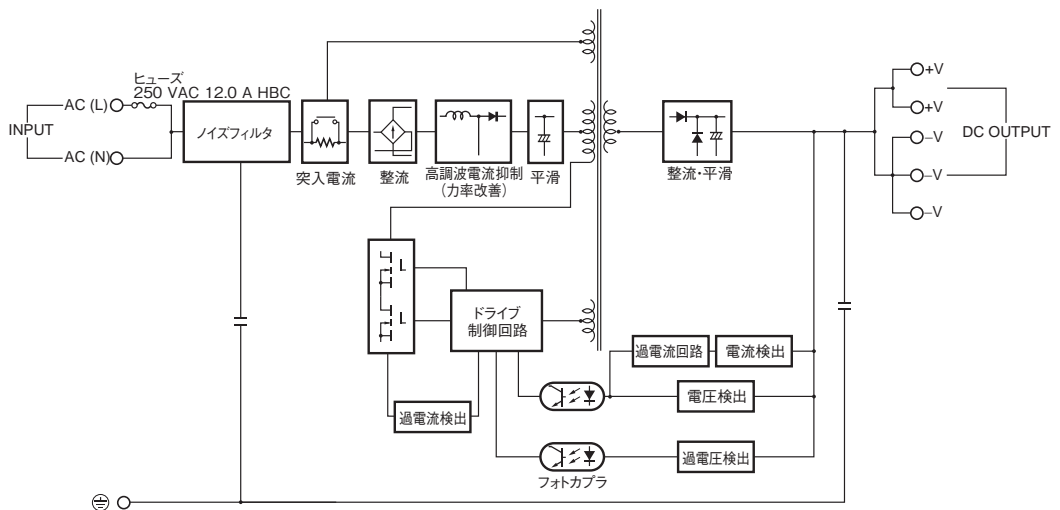 ヒューズ
250 VAC 12.0 A HBC
INPUT
AC (L)
AC (N)
ノイズフィルタ
突入電流
整流
高調波電流抑制
(力率改善)
平滑
整流・平滑
+V
+V
DC OUTPUT
–V
–V
–V
ドライブ
制御回路
過電流検出
過電流回路
電流検出
電圧検出
過電圧検出
フォトカプラ